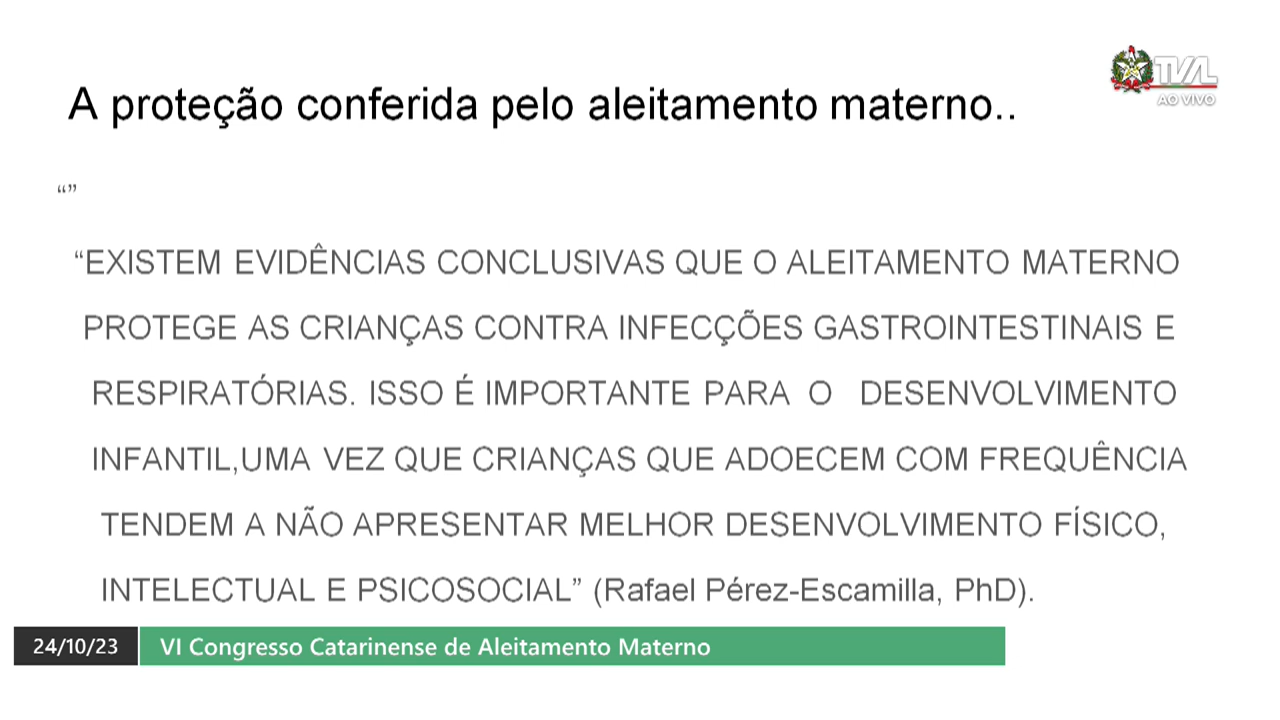 TVAL
AO VIVO
A proteção conferida pelo aleitamento materno..
“”
“EXISTEM EVIDÊNCIAS CONCLUSIVAS QUE O ALEITAMENTO MATERNO
PROTEGE AS CRIANÇAS CONTRA INFECÇÕES GASTROINTESTINAIS E
RESPIRATÓRIAS. ISSO É IMPORTANTE PARA O DESENVOLVIMENTO
INFANTIL,UMA VEZ QUE CRIANÇAS QUE ADOECEM COM FREQUÊNCIA
TENDEM A NÃO APRESENTAR MELHOR DESENVOLVIMENTO FÍSICO,
INTELECTUAL E PSICOSOCIAL” (Rafael Pérez-Escamilla, PhD).
24/10/23 VI Congresso Catarinense de Aleitamento Materno